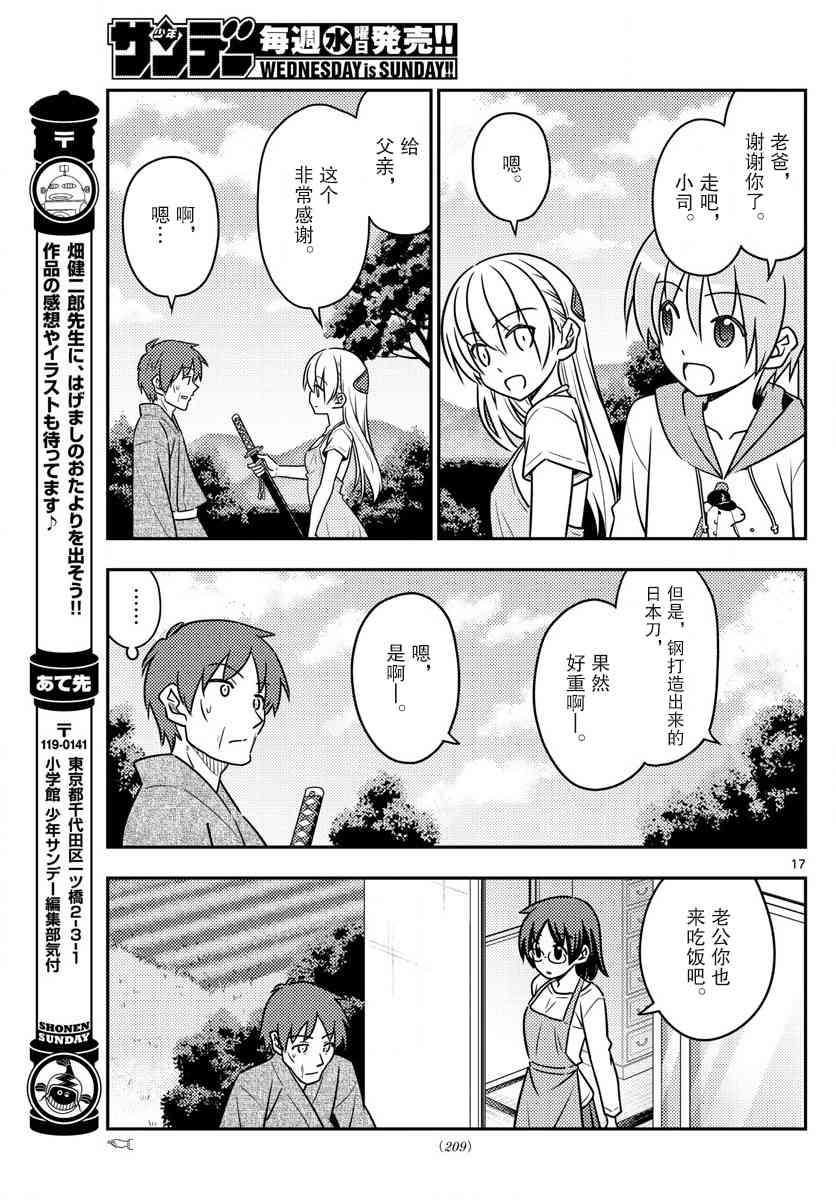 少年サンデー 毎週水曜日発売!!
WEDNESDAY is SUNDAY!!
老爸，
谢谢你了。
走吧，
小司。
嗯。
给
父亲，
这个
非常感谢。
啊，
嗯…
但是，钢打造出来的
日本刀，
果然
好重啊—。
嗯，
是啊—。
……
17
老公你也
来吃饭吧。
〒
畑健二郎先生に、はげましのおたよりを出そう!!
作品の感想やイラストも待ってます♪
あて先
〒
119-0141
東京都千代田区一ツ橋2-3-1
小学館 少年サンデー編集部気付
SHONEN
SUNDAY
(209)